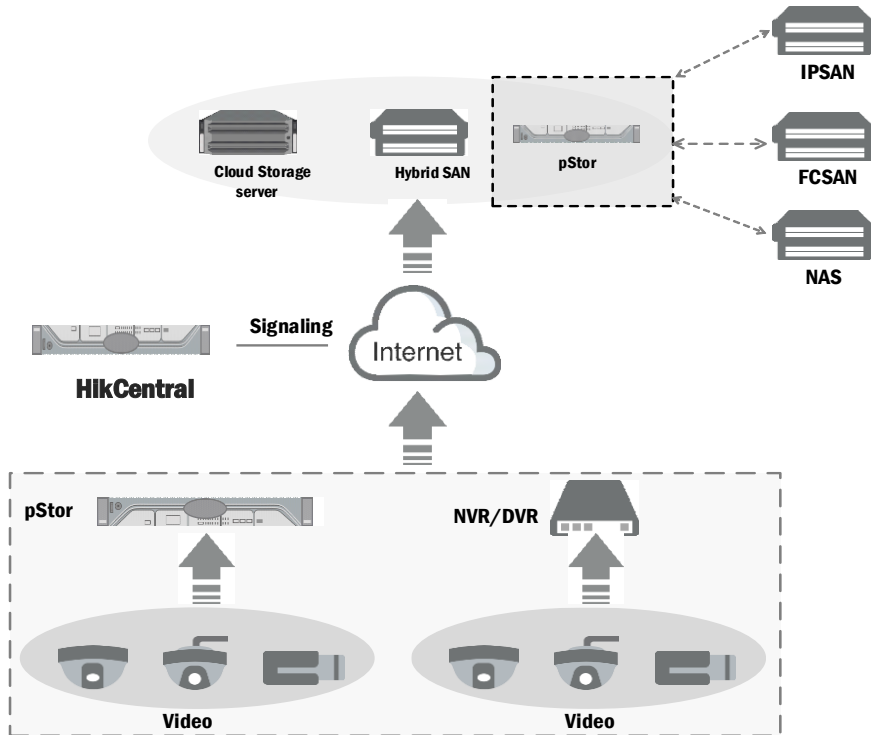 IPSAN
Cloud Storage
server
Hybrid SAN
pStor
FCSAN
NAS
Signaling
Internet
HikCentral
pStor
NVR/DVR
Video
Video